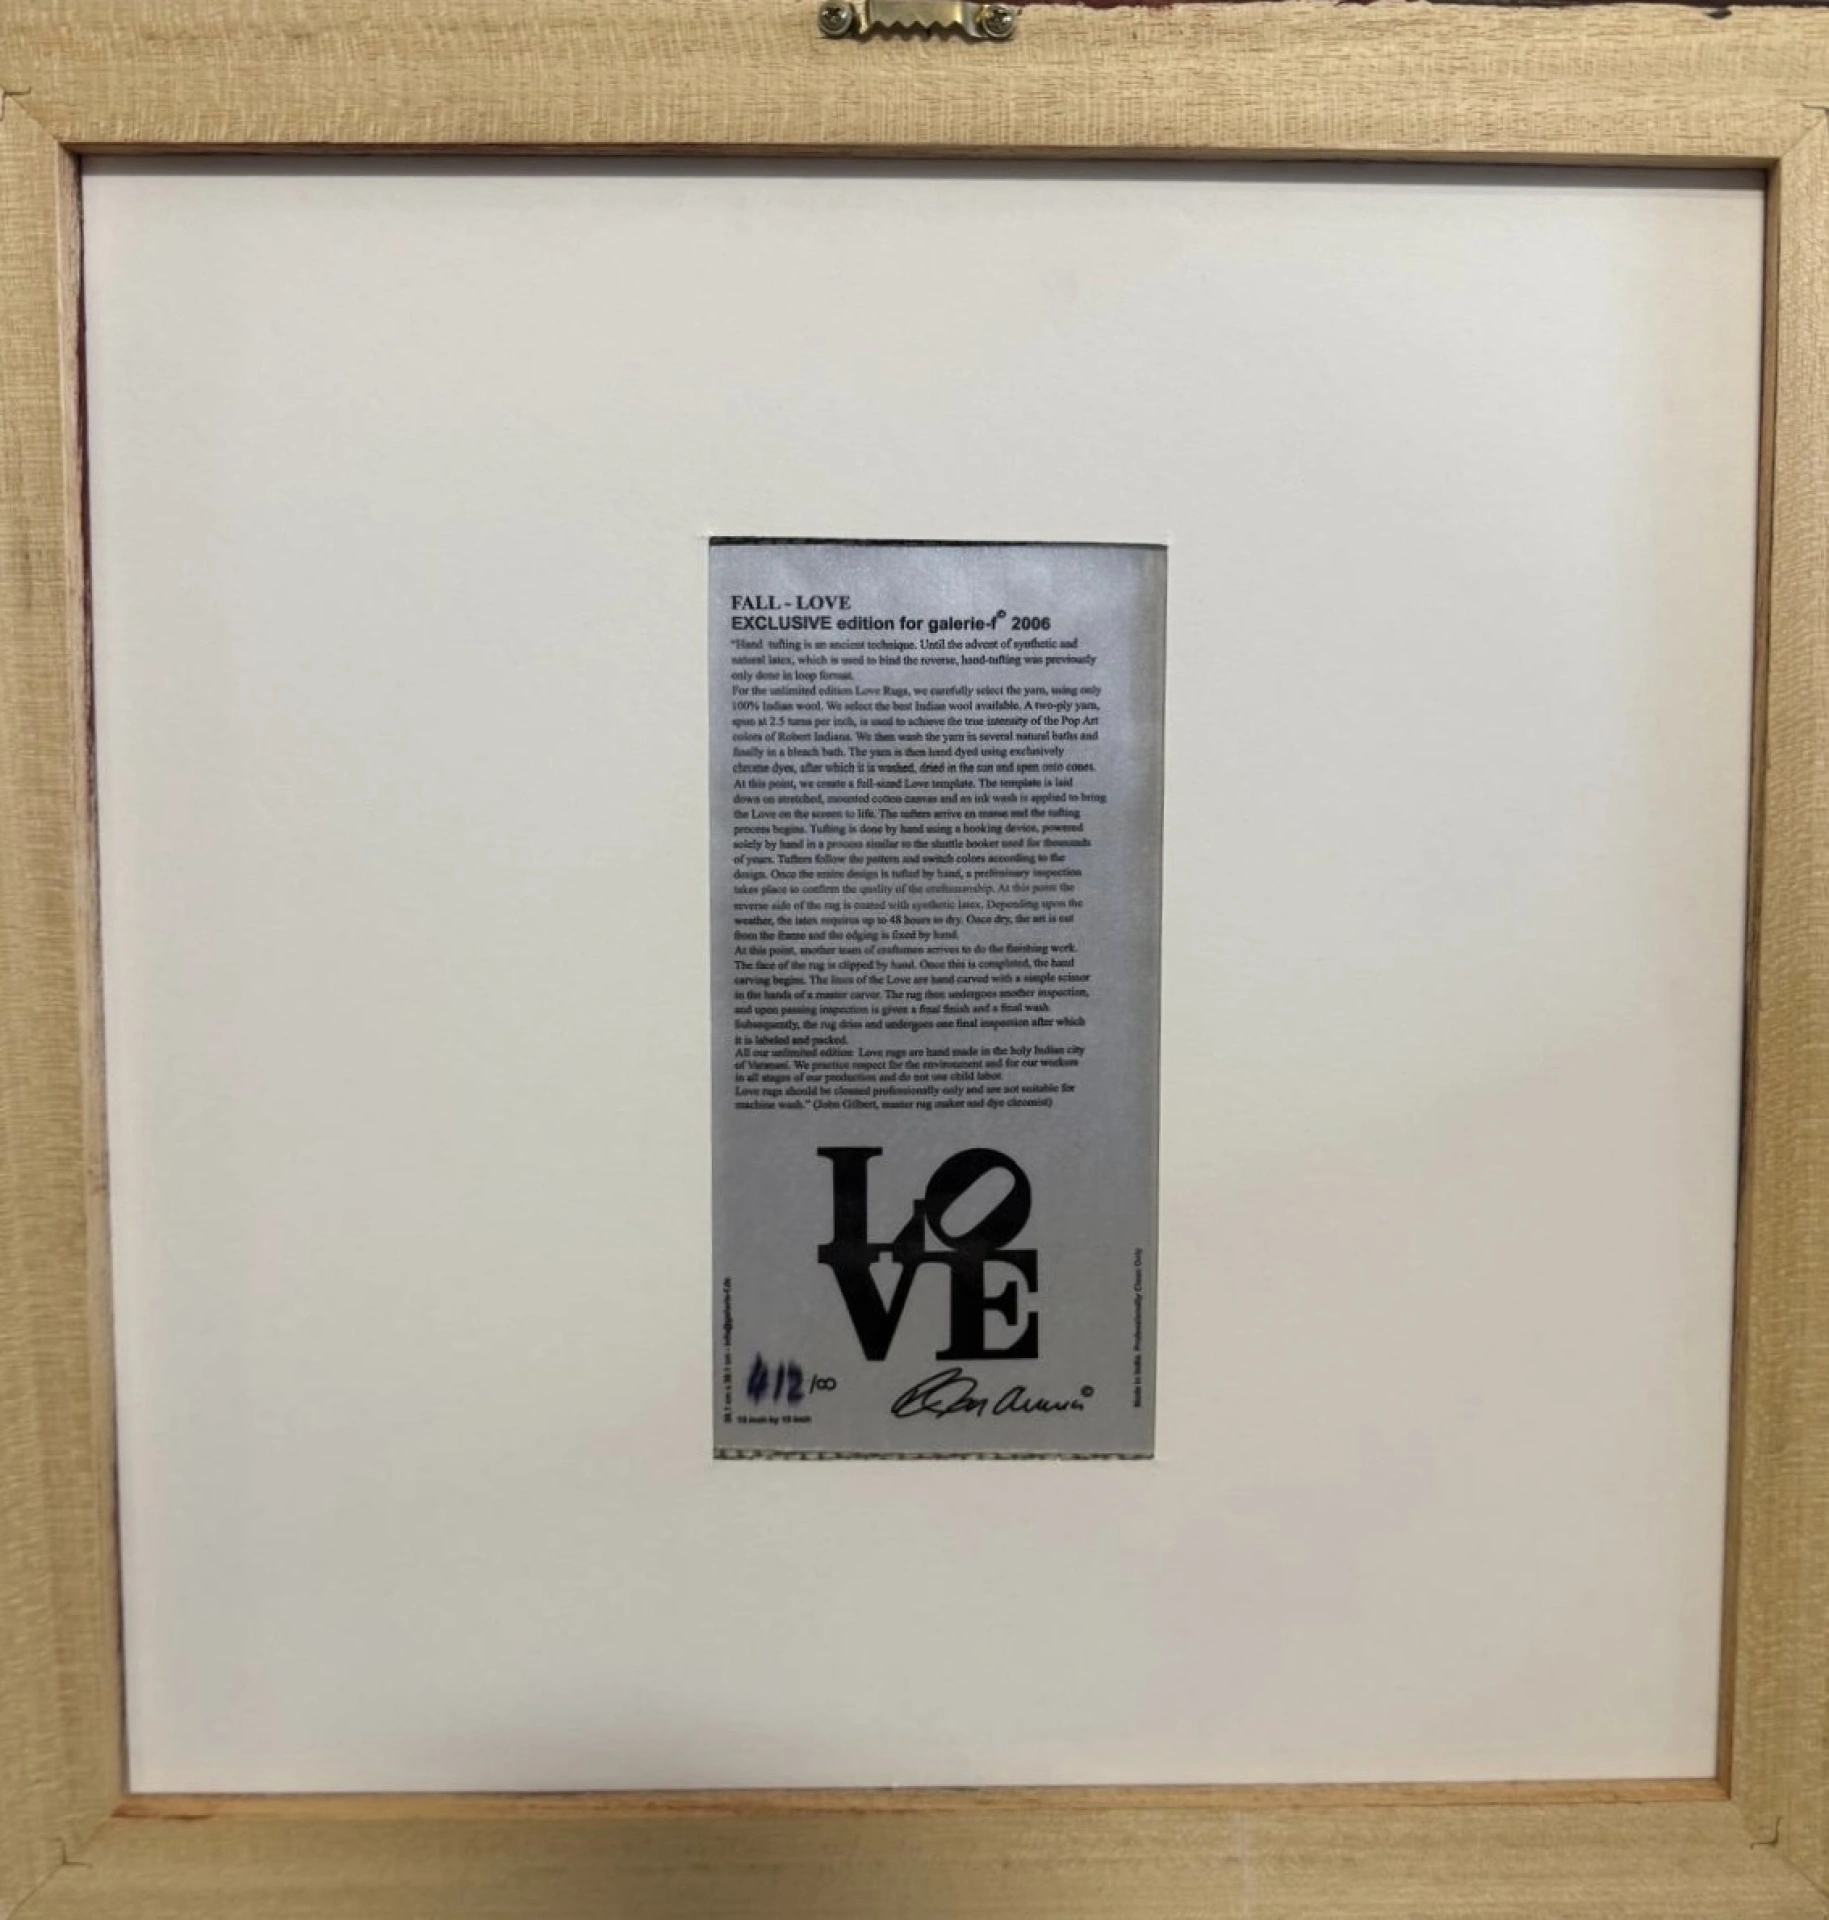 FALL - LOVE
EXCLUSIVE edition for galerie-f© 2006
"Hand tufting is an ancient technique. Until the advent of synthetic and
natural latex, which is used to bind the reverse, hand-tufting was previously
only done in loop format.
For the unlimited edition Love Rugs, we carefully select the yarn, using only
100% Indian wool. We select the best Indian wool available. A two-ply yarn,
spun at 2.5 turns per inch, is used to achieve the true intensity of the Pop Art
colors of Robert Indiana. We then wash the yarn in several natural baths and
finally in a bleach bath. The yarn is then hand dyed using exclusively
chrome dyes, after which it is washed, dried in the sun and spun onto cones.
At this point, we create a full-sized Love template. The template is laid
down on stretched, mounted cotton canvas and an ink wash is applied to bring
the Love on the screen to life. The tufters arrive en masse and the tufting
process begins. Tufting is done by hand using a hooking device, powered
solely by hand in a process similar to the shuttle hooker used for thousands
of years. Tufters follow the pattern and switch colors according to the
design. Once the entire design is tufted by hand, a preliminary inspection
takes place to confirm the quality of the craftsmanship. At this point the
reverse side of the rug is coated with synthetic latex. Depending upon the
weather, the latex requires up to 48 hours to dry. Once dry, the art is cut
from the frame and the edging is fixed by hand.
At this point, another team of craftsmen arrives to do the finishing work.
The face of the rug is clipped by hand. Once this is completed, the hand
carving begins. The lines of the Love are hand carved with a simple scissor
in the hands of a master carver. The rug then undergoes another inspection,
and upon passing inspection is given a final finish and a final wash.
Subsequently, the rug dries and undergoes one final inspection after which
it is labeled and packed.
All our unlimited edition Love rugs are hand made in the holy Indian city
of Varanasi. We practice respect for the environment and for our workers
in all stages of our production and do not use child labor.
Love rugs should be cleaned professionally only and are not suitable for
machine wash." (John Gilbert, master rug maker and dye chromist)
LO
VE
412 /∞
15 inch by 15 inch
info@galerie-f.de
Made in India. Professionally Clean Only